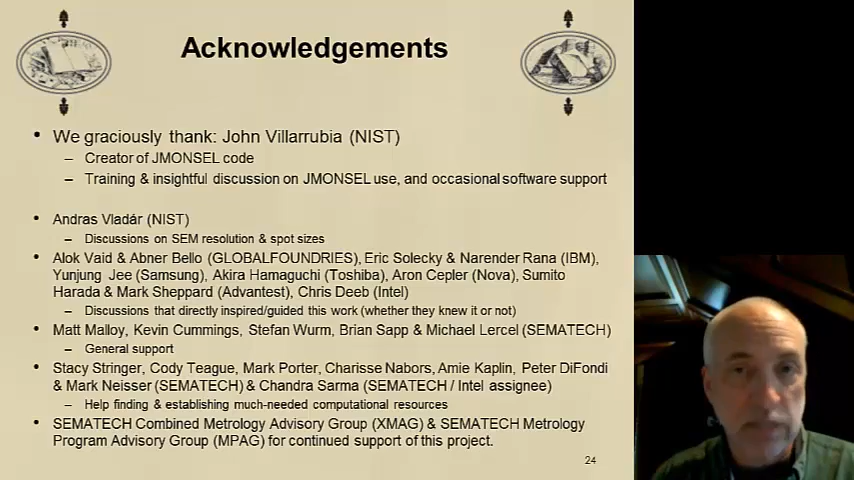 Acknowledgements
• We graciously thank: John Villarrubia (NIST)
– Creator of JMONSEL code
– Training & insightful discussion on JMONSEL use, and occasional software support
• Andras Vladár (NIST)
– Discussions on SEM resolution & spot sizes
• Alok Vaid & Abner Bello (GLOBALFOUNDRIES), Eric Solecky & Narender Rana (IBM),
Yunjung Jee (Samsung), Akira Hamaguchi (Toshiba), Aron Cepler (Nova), Sumito
Harada & Mark Sheppard (Advantest), Chris Deeb (Intel)
– Discussions that directly inspired/guided this work (whether they knew it or not)
• Matt Malloy, Kevin Cummings, Stefan Wurm, Brian Sapp & Michael Lercel (SEMATECH)
– General support
• Stacy Stringer, Cody Teague, Mark Porter, Charisse Nabors, Amie Kaplin, Peter DiFondi
& Mark Neisser (SEMATECH) & Chandra Sarma (SEMATECH / Intel assignee)
– Help finding & establishing much-needed computational resources
• SEMATECH Combined Metrology Advisory Group (XMAG) & SEMATECH Metrology
Program Advisory Group (MPAG) for continued support of this project.
24